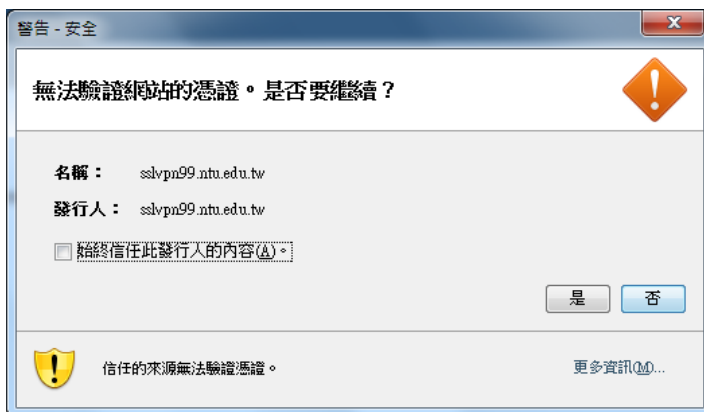 警告 - 安全
無法驗證網站的憑證。是否要繼續？
名稱： sslvpn99.ntu.edu.tw
發行人： sslvpn99.ntu.edu.tw
始終信任此發行人的內容(A)。
是 否
信任的來源無法驗證憑證。 更多資訊(M)...